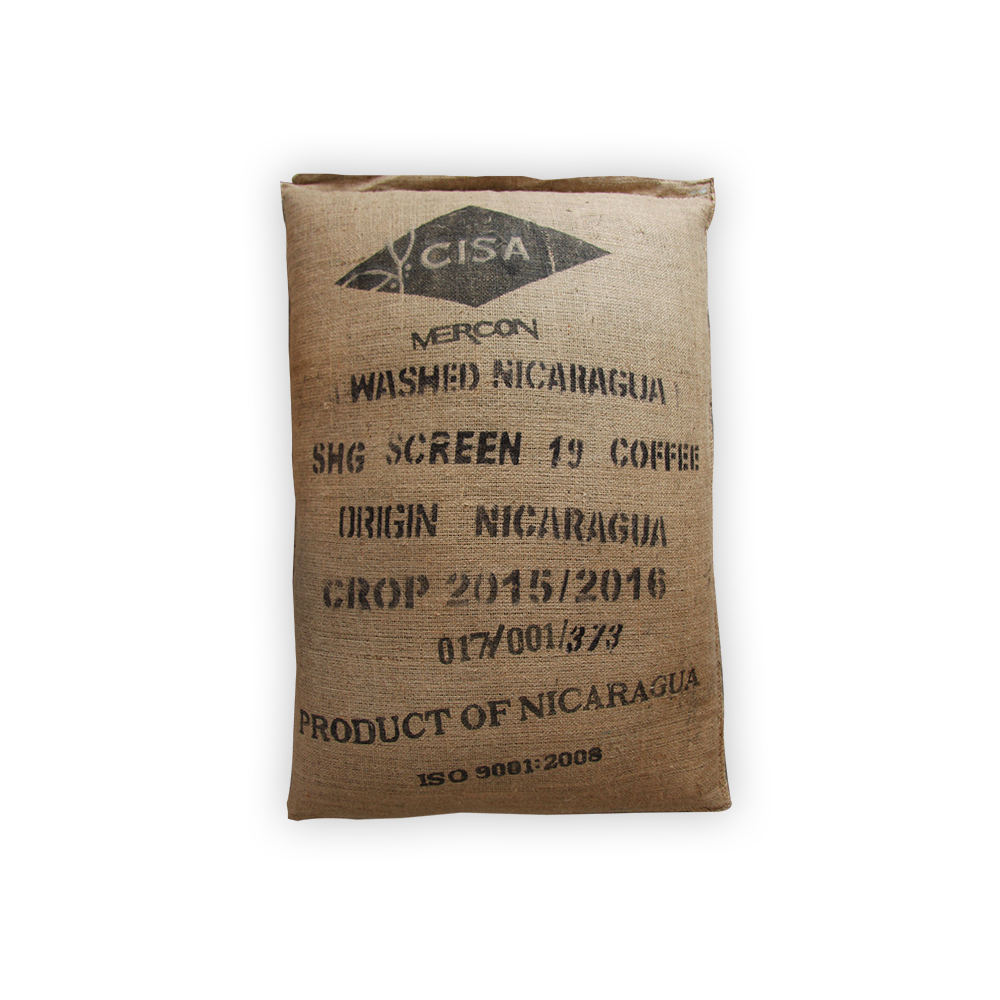 CISA
MERCON
WASHED NICARAGUA
SHG SCREEN 19 COFFEE
ORIGIN NICARAGUA
CROP 2015/2016
017/001/373
PRODUCT OF NICARAGUA
ISO 9001:2008